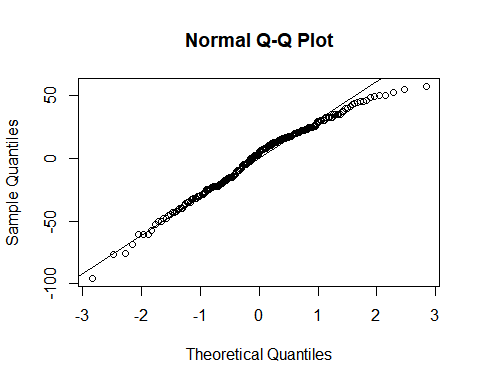 Normal Q-Q Plot
Sample Quantiles
50
0
-50
-100
-3 -2 -1 0 1 2 3
Theoretical Quantiles